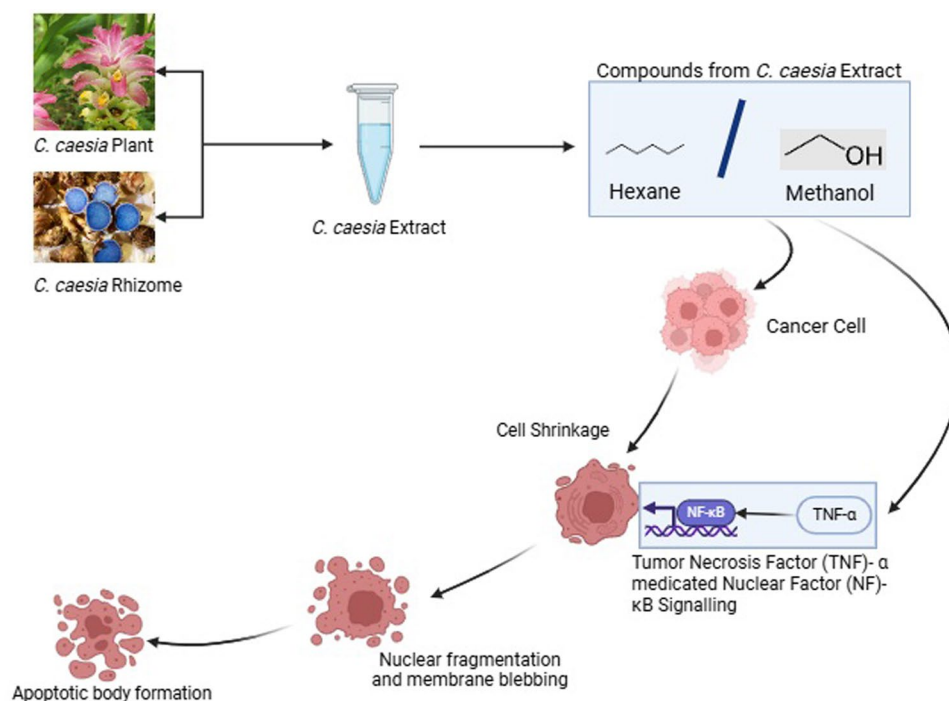 C. caesia Plant
C. caesia Rhizome
C. caesia Extract
Compounds from C. caesia Extract
Hexane
OH
Methanol
Cancer Cell
Cell Shrinkage
NF-κB
TNF-α
Tumor Necrosis Factor (TNF)- α
medicated Nuclear Factor (NF)-
κB Signalling
Nuclear fragmentation
and membrane blebbing
Apoptotic body formation